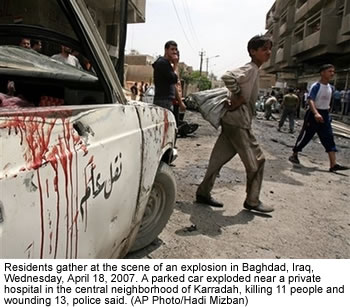 نقل عام
Residents gather at the scene of an explosion in Baghdad, Iraq,
Wednesday, April 18, 2007. A parked car exploded near a private
hospital in the central neighborhood of Karradah, killing 11 people and
wounding 13, police said. (AP Photo/Hadi Mizban)